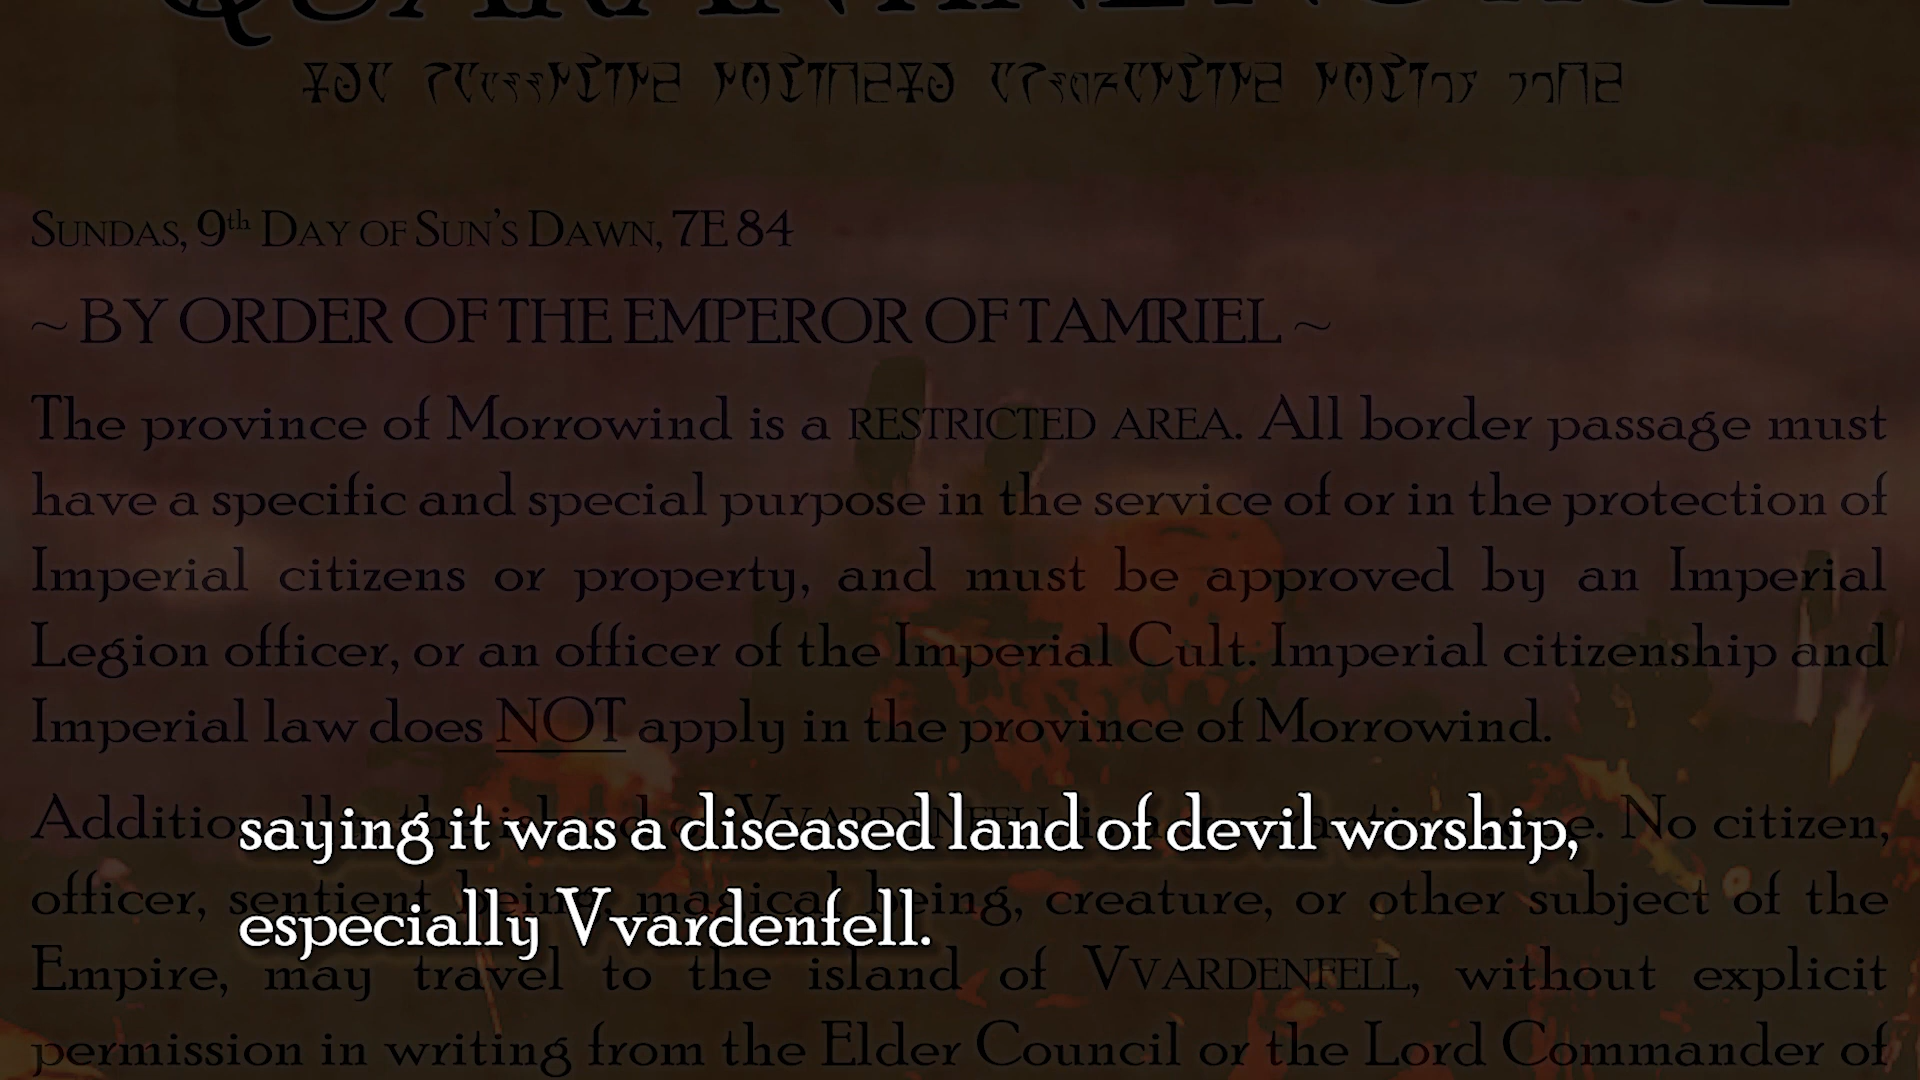 QUARANTINE NOTICE
Sundas, 9th Day of Sun's Dawn, 7E 84
~ BY ORDER OF THE EMPEROR OF TAMRIEL ~
The province of Morrowind is a RESTRICTED AREA. All border passage must
have a specific and special purpose in the service of or in the protection of
Imperial citizens or property, and must be approved by an Imperial
Legion officer, or an officer of the Imperial Cult. Imperial citizenship and
Imperial law does NOT apply in the province of Morrowind.
No citizen,
saying it was a diseased land of devil worship,
officer, sentient being, magical being, creature, or other subject of the
especially Vvardenfell.
Empire, may travel to the island of VVARDENFELL, without explicit
permission in writing from the Elder Council or the Lord Commander of